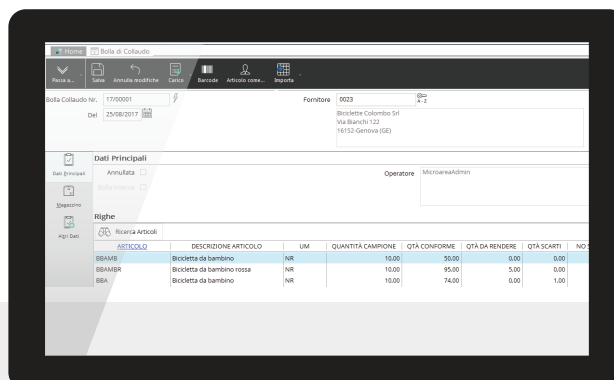 Home Bolla di Collaudo
Passa a... Salva Annulla modifiche Carico Barcode Articolo come... Importa
Bolla Collaudo Nr. 17/00001 Fornitore 0023 A-Z
Del 25/08/2017 Biciclette Colombo Srl
Via Bianchi 122
16152-Genova (GE)
Dati Principali Dati Principali
Annullata Operatore MicroareaAdmin
Bolla Interna
Magazzino
Righe
Altri Dati Ricerca Articoli
ARTICOLO DESCRIZIONE ARTICOLO UM QUANTITÀ CAMPIONE QTÀ CONFORME QTÀ DA RENDERE QTÀ SCARTI NO S
BBAMB Bicicletta da bambino NR 10.00 50.00 0.00 0.00
BBAMBR Bicicletta da bambino rossa NR 10.00 95.00 5.00 0.00
BBA Bicicletta da bambino NR 10.00 74.00 0.00 1.00